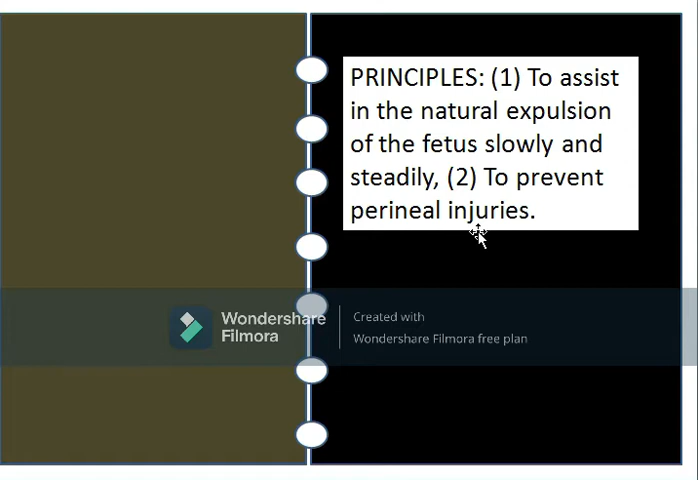 PRINCIPLES: (1) To assist
in the natural expulsion
of the fetus slowly and
steadily, (2) To prevent
perineal injuries.
Wondershare
Filmora
Created with
Wondershare Filmora free plan